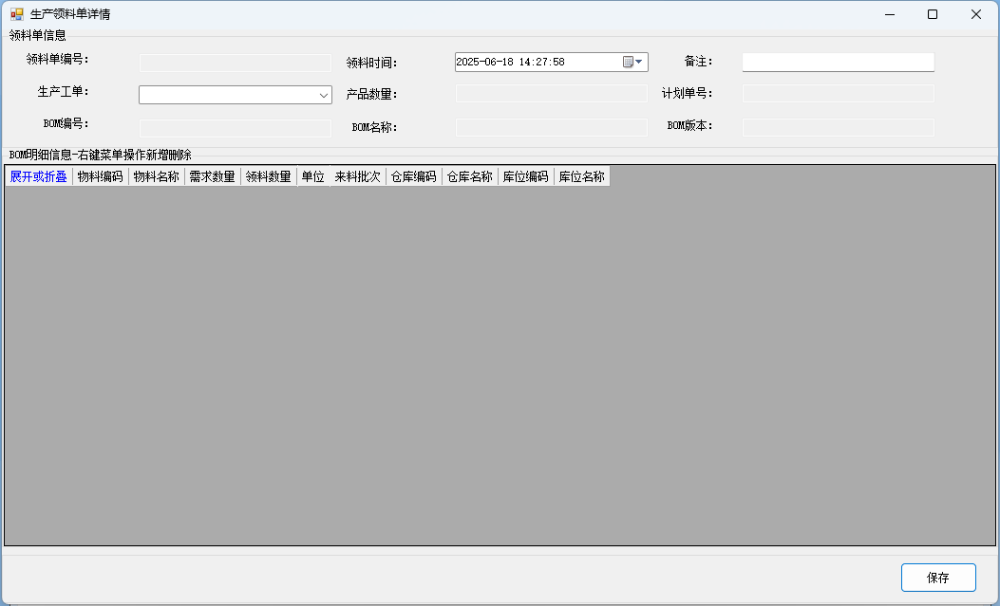 生产领料单详情
领料单信息
领料单编号：
领料时间：
2025-06-18 14:27:58
备注：
生产工单：
产品数量：
计划单号：
BOM编号：
BOM名称：
BOM版本：
BOM明细信息-右键菜单操作新增删除
展开或折叠 物料编码 物料名称 需求数量 领料数量 单位 来料批次 仓库编码 仓库名称 库位编码 库位名称
保存